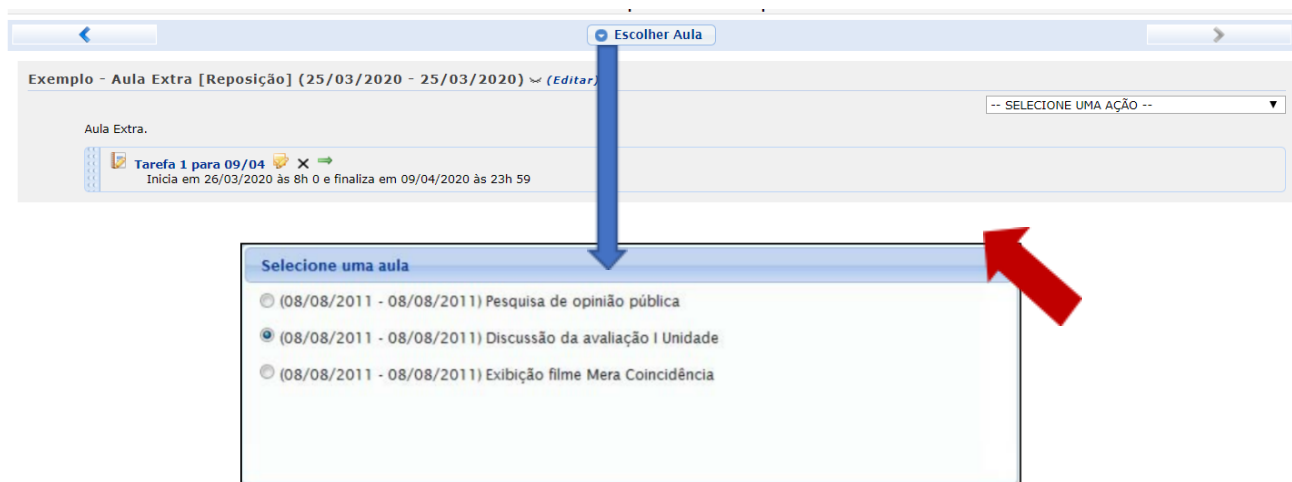 Escolher Aula
Exemplo - Aula Extra [Reposição] (25/03/2020 - 25/03/2020) (Editar)
-- SELECIONE UMA AÇÃO --
Aula Extra.
Tarefa 1 para 09/04
Inicia em 26/03/2020 às 8h 0 e finaliza em 09/04/2020 às 23h 59
Selecione uma aula
(08/08/2011 - 08/08/2011) Pesquisa de opinião pública
(08/08/2011 - 08/08/2011) Discussão da avaliação I Unidade
(08/08/2011 - 08/08/2011) Exibição filme Mera Coincidência